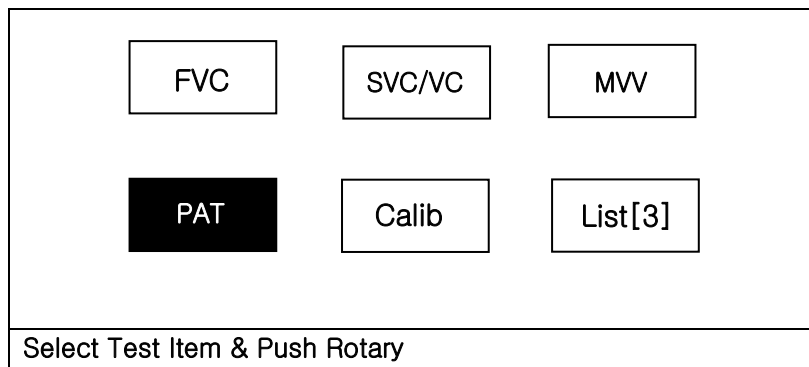 FVC SVC/VC MVV
PAT Calib List[3]
Select Test Item & Push Rotary